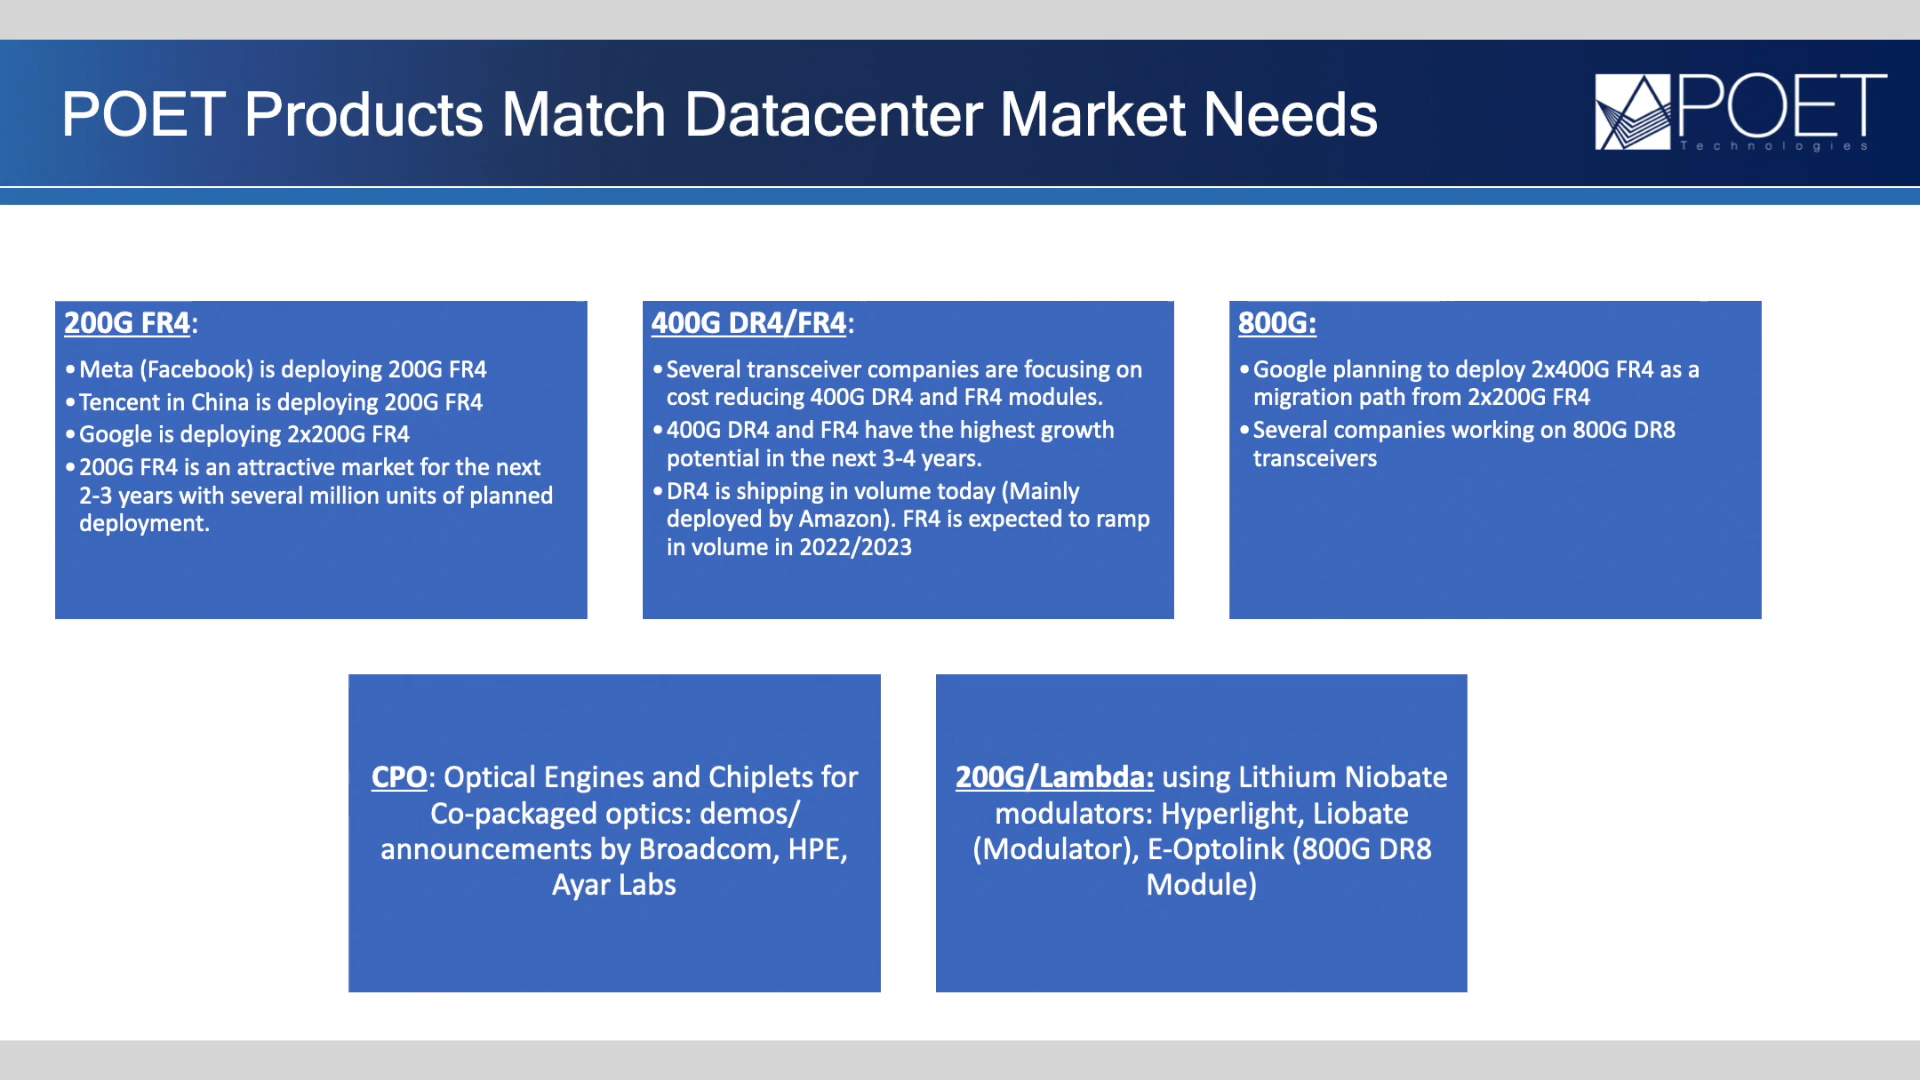 POET Products Match Datacenter Market Needs
POET
Technologies
200G FR4:
•Meta (Facebook) is deploying 200G FR4
•Tencent in China is deploying 200G FR4
•Google is deploying 2x200G FR4
•200G FR4 is an attractive market for the next
2-3 years with several million units of planned
deployment.
400G DR4/FR4:
•Several transceiver companies are focusing on
cost reducing 400G DR4 and FR4 modules.
•400G DR4 and FR4 have the highest growth
potential in the next 3-4 years.
•DR4 is shipping in volume today (Mainly
deployed by Amazon). FR4 is expected to ramp
in volume in 2022/2023
800G:
•Google planning to deploy 2x400G FR4 as a
migration path from 2x200G FR4
•Several companies working on 800G DR8
transceivers
CPO: Optical Engines and Chiplets for
Co-packaged optics: demos/
announcements by Broadcom, HPE,
Ayar Labs
200G/Lambda: using Lithium Niobate
modulators: Hyperlight, Liobate
(Modulator), E-Optolink (800G DR8
Module)